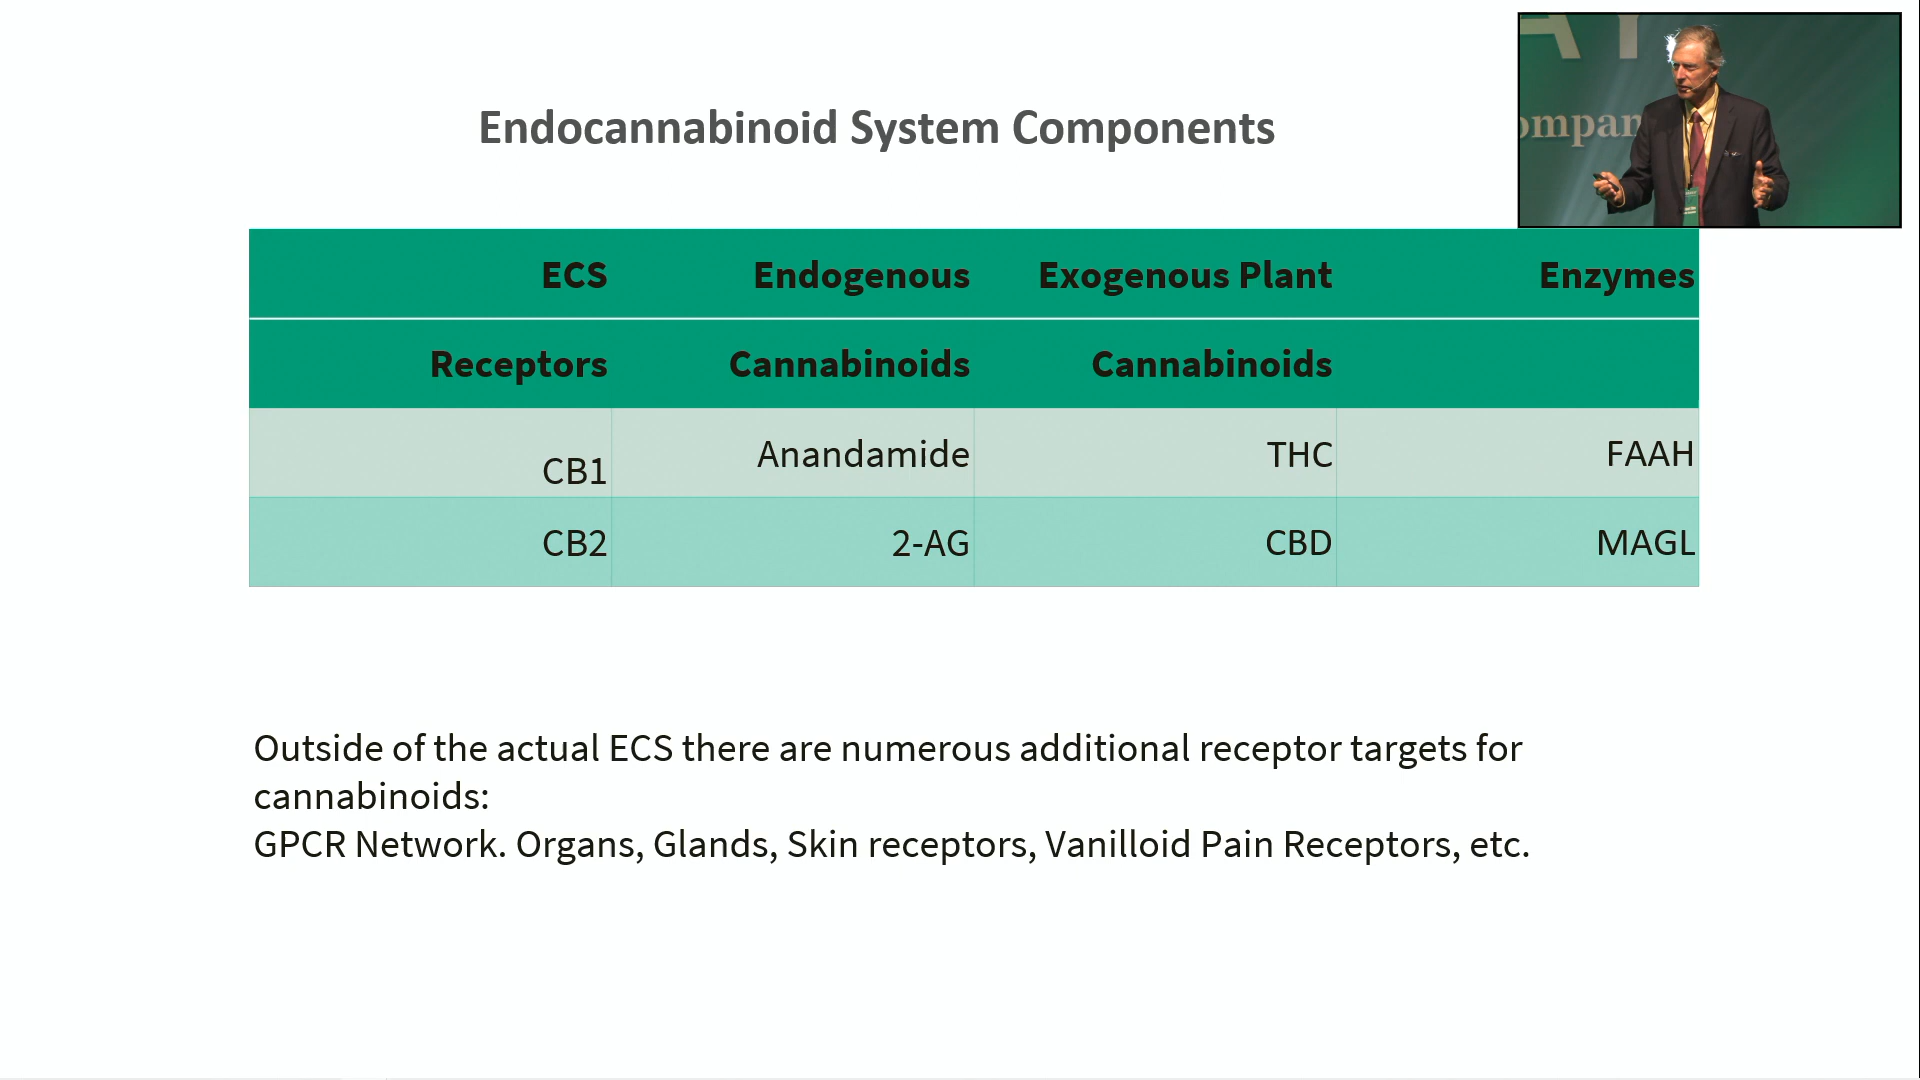 Endocannabinoid System Components
AY
ompan
ECS Endogenous Exogenous Plant Enzymes
Receptors Cannabinoids Cannabinoids
CB1 Anandamide THC FAAH
CB2 2-AG CBD MAGL
Outside of the actual ECS there are numerous additional receptor targets for
cannabinoids:
GPCR Network. Organs, Glands, Skin receptors, Vanilloid Pain Receptors, etc.